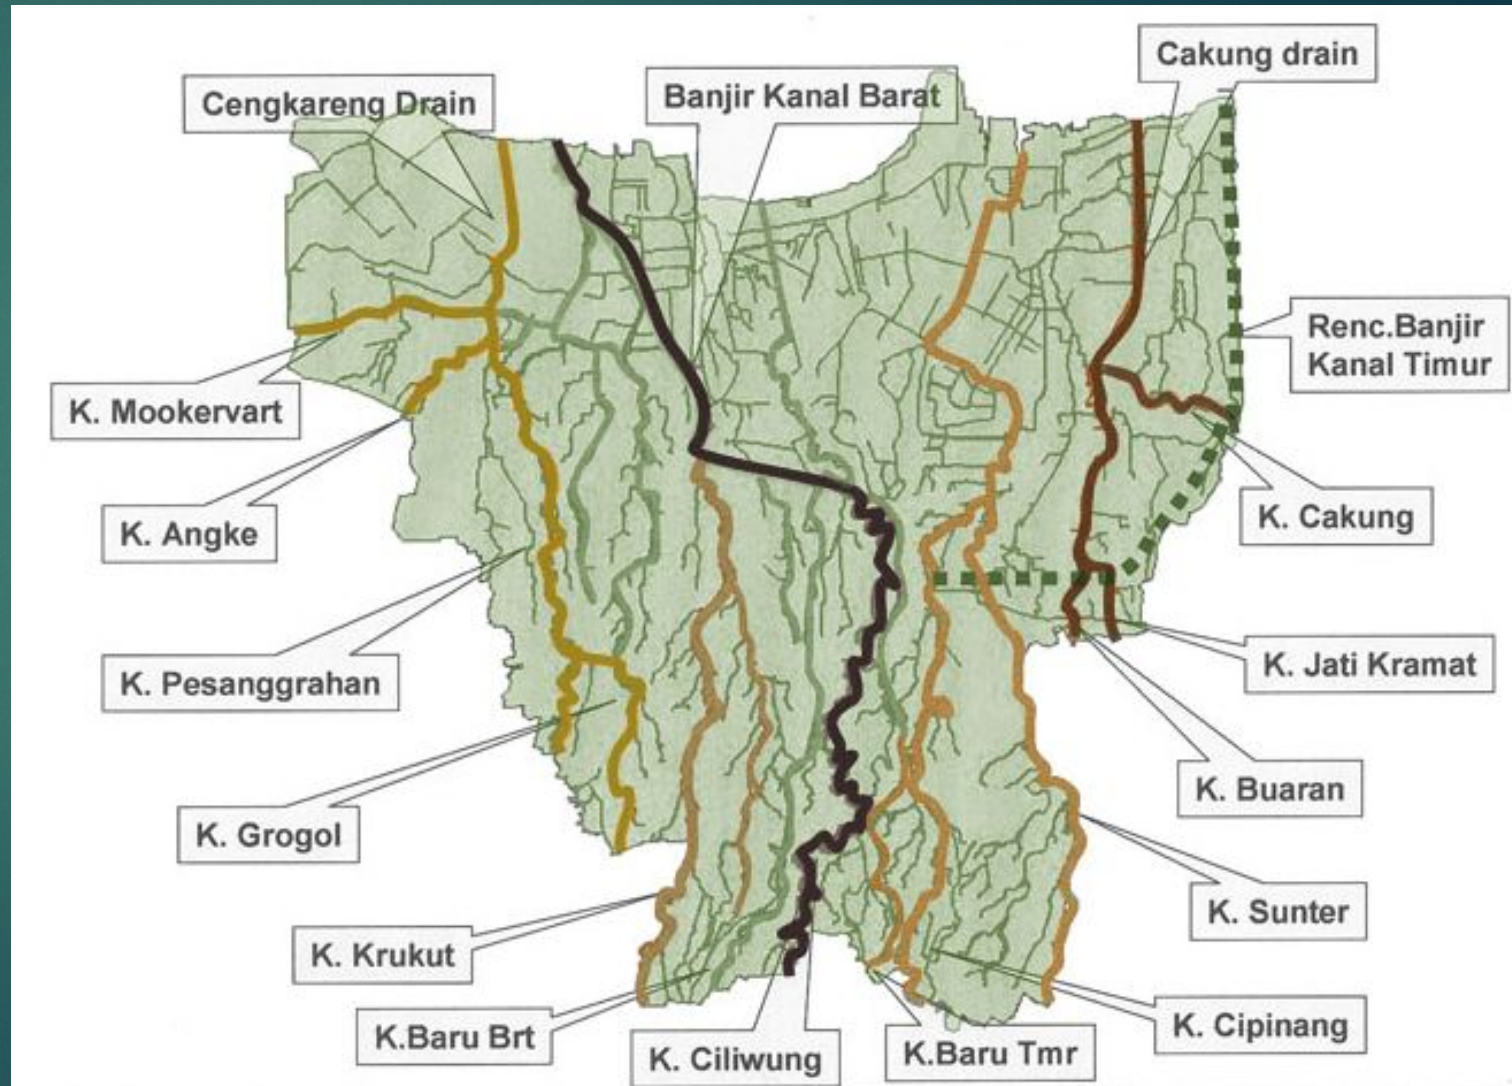 Cakung drain
Cengkareng Drain
Banjir Kanal Barat
Renc.Banjir
Kanal Timur
K. Mookervart
K. Angke
K. Cakung
K. Pesanggrahan
K. Jati Kramat
K. Buaran
K. Grogol
K. Sunter
K. Krukut
K.Baru Brt
K. Ciliwung
K.Baru Tmr
K. Cipinang